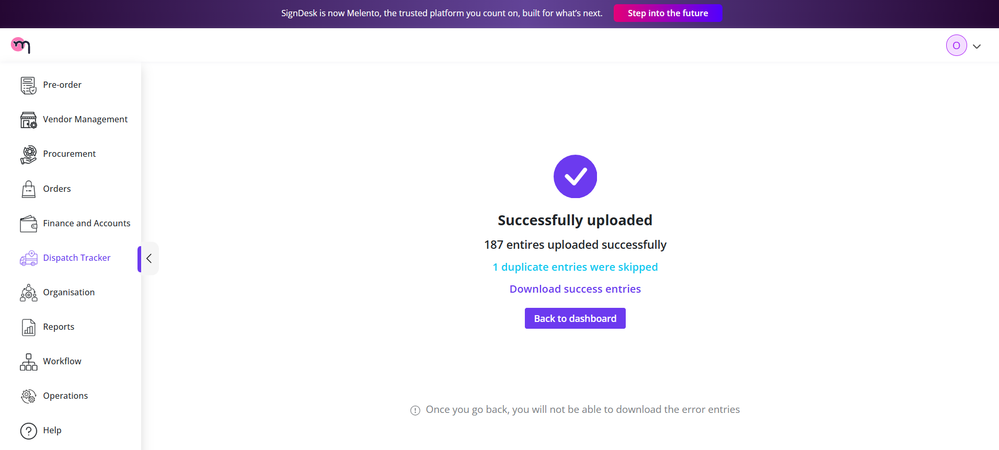 SignDesk is now Melento, the trusted platform you count on, built for what's next.
Step into the future
O
Pre-order
Vendor Management
Procurement
Orders
Finance and Accounts
Dispatch Tracker
Organisation
Reports
Workflow
Operations
Help
Successfully uploaded
187 entires uploaded successfully
1 duplicate entries were skipped
Download success entries
Back to dashboard
Once you go back, you will not be able to download the error entries